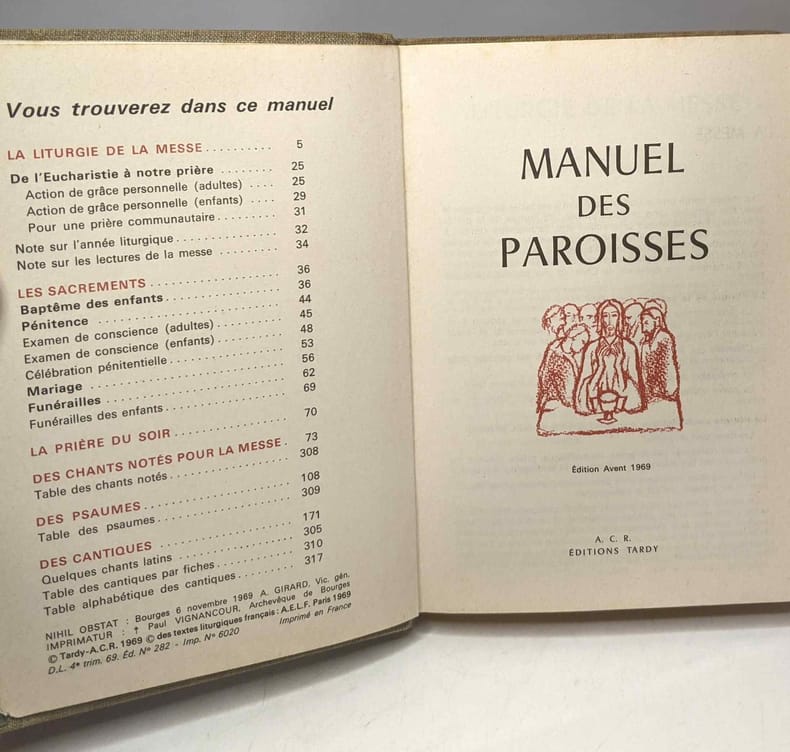 Vous trouverez dans ce manuel
LA LITURGIE DE LA MESSE .......... 5
De l'Eucharistie à notre prière ........ 25
Action de grâce personnelle (adultes) .... 25
Action de grâce personnelle (enfants) .... 29
Pour une prière communautaire ......... 31
Note sur l'année liturgique .............. 32
Note sur les lectures de la messe ........ 34
LES SACREMENTS .................. 36
Baptême des enfants ................ 36
Pénitence ........................ 44
Examen de conscience (adultes) .......... 45
Examen de conscience (enfants) .......... 48
Célébration pénitentielle ................ 53
Mariage .......................... 56
Funérailles ........................ 62
Funérailles des enfants ................ 69
LA PRIÈRE DU SOIR ................ 70
DES CHANTS NOTÉS POUR LA MESSE . 73
Table des chants notés ................ 308
DES PSAUMES .................... 108
Table des psaumes .................. 309
DES CANTIQUES .................. 171
Quelques chants latins ................ 305
Table des cantiques par fiches ............ 310
Table alphabétique des cantiques .......... 317
NIHIL OBSTAT : Bourges 6 novembre 1969 A. GIRARD, Vic. gén.
IMPRIMATUR : † Paul VIGNANCOUR, Archevêque de Bourges
© Tardy-A.C.R. 1969 © des textes liturgiques français : A.E.L.F. Paris 1969
D.L. 4e trim. 69. Éd. N° 282 - Imp. N° 6020 Imprimé en France
MANUEL
DES
PAROISSES
Édition Avent 1969
A. C. R.
ÉDITIONS TARDY